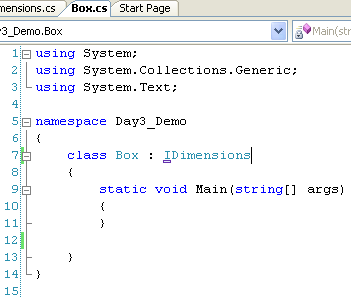 mensions.cs Box.cs Start Page
y3_Demo.Box Main(stri
1 using System;
2 using System.Collections.Generic;
3 using System.Text;
4
5 namespace Day3_Demo
6 {
7 class Box : IDimensions
8 {
9 static void Main(string[] args)
10 {
11 }
12
13 }
14 }
15